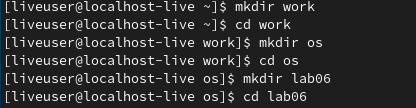 [liveuser@localhost-live ~]$ mkdir work
[liveuser@localhost-live ~]$ cd work
[liveuser@localhost-live work]$ mkdir os
[liveuser@localhost-live work]$ cd os
[liveuser@localhost-live os]$ mkdir lab06
[liveuser@localhost-live os]$ cd lab06